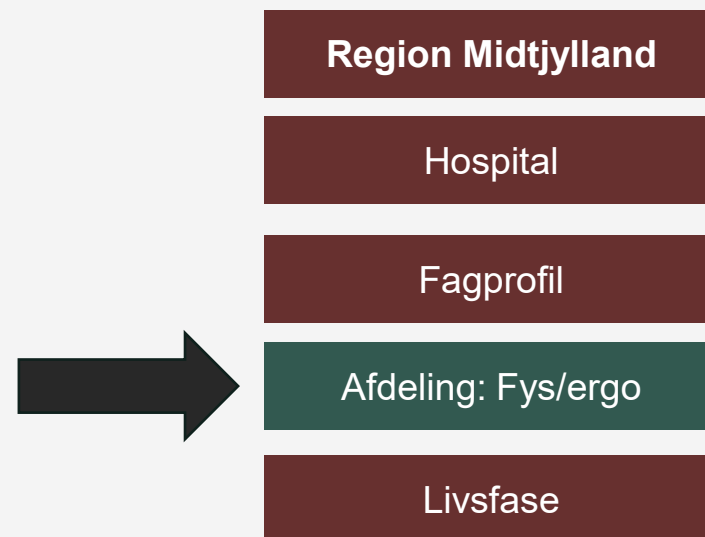 Region Midtjylland
Hospital
Fagprofil
Afdeling: Fys/ergo
Livsfase